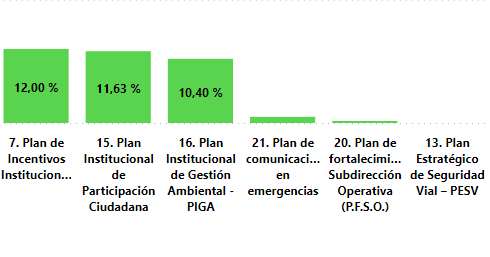 12,00 %
11,63 %
10,40 %
7. Plan de
Incentivos
Institucion...
15. Plan
Institucional
de
Participación
Ciudadana
16. Plan
Institucional
de Gestión
Ambiental -
PIGA
21. Plan de
comunicaci...
en
emergencias
20. Plan de
fortalecimi...
Subdirección
Operativa
(P.F.S.O.)
13. Plan
Estratégico
de Seguridad
Vial – PESV